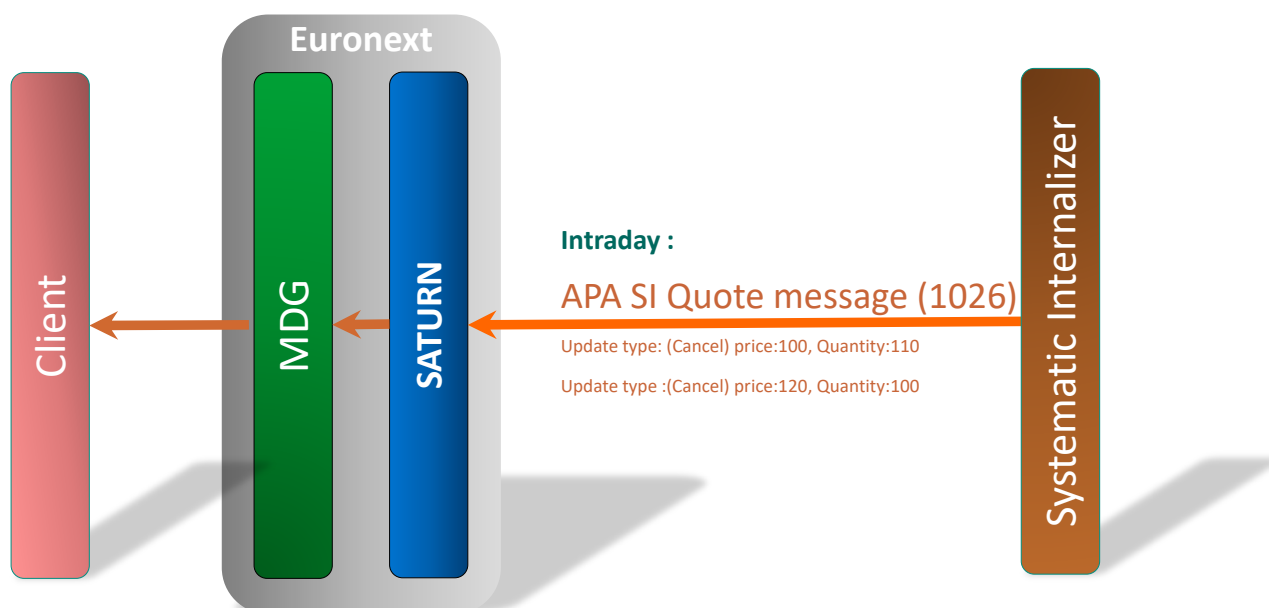 Euronext
Client
MDG
SATURN
Intraday :
APA SI Quote message (1026)
Update type: (Cancel) price:100, Quantity:110
Update type :(Cancel) price:120, Quantity:100
Systematic Internalizer